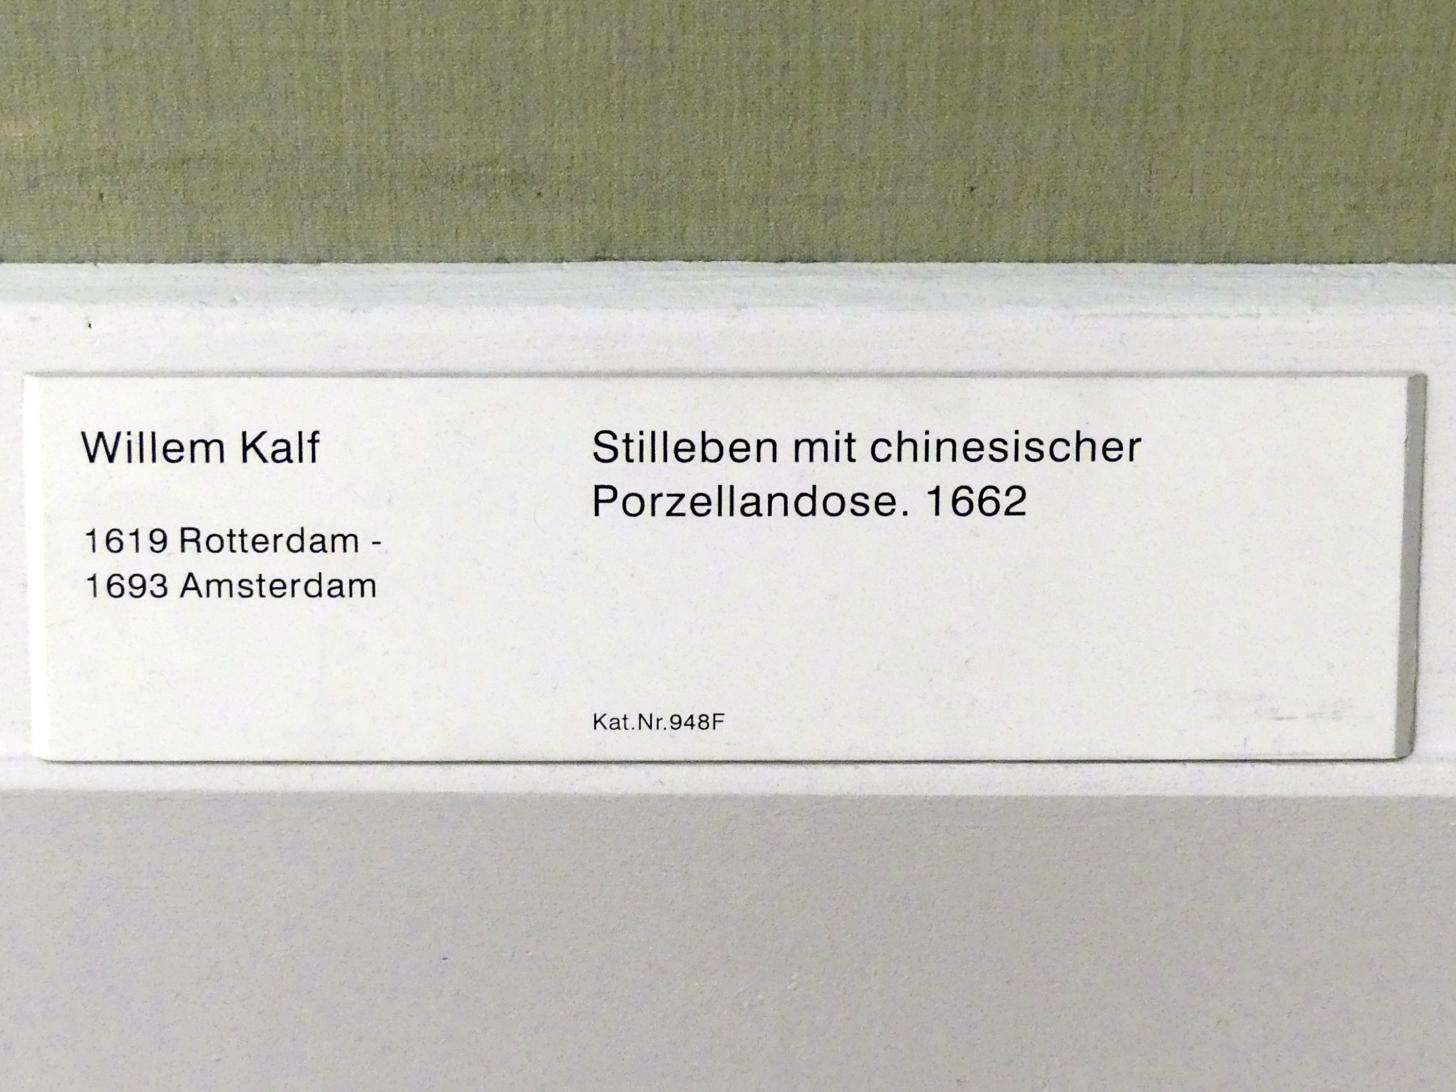 Willem Kalf
1619 Rotterdam -
1693 Amsterdam
Stilleben mit chinesischer
Porzellandose. 1662
Kat.Nr.948F